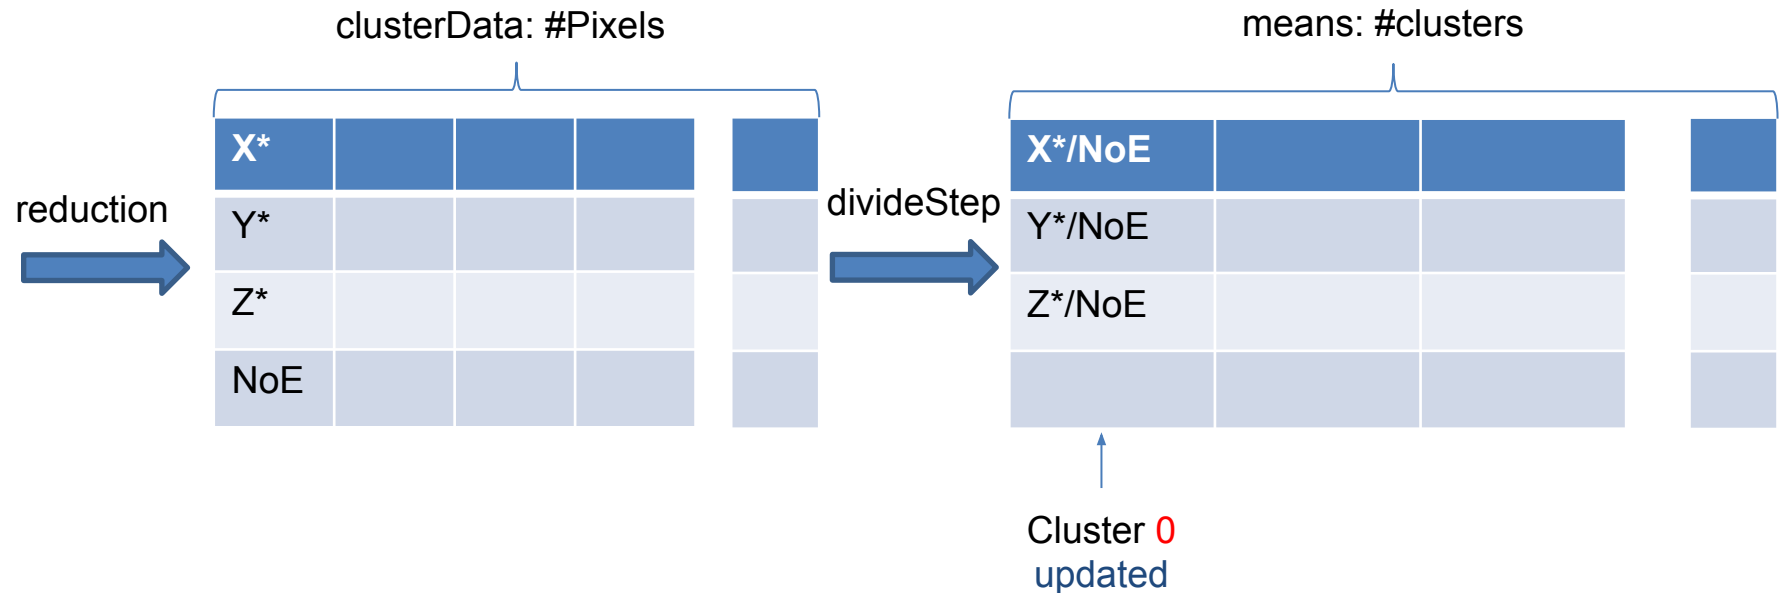 clusterData: #Pixels
means: #clusters
reduction
X*
Y*
Z*
NoE
divideStep
X*/NoE
Y*/NoE
Z*/NoE
Cluster 0
updated